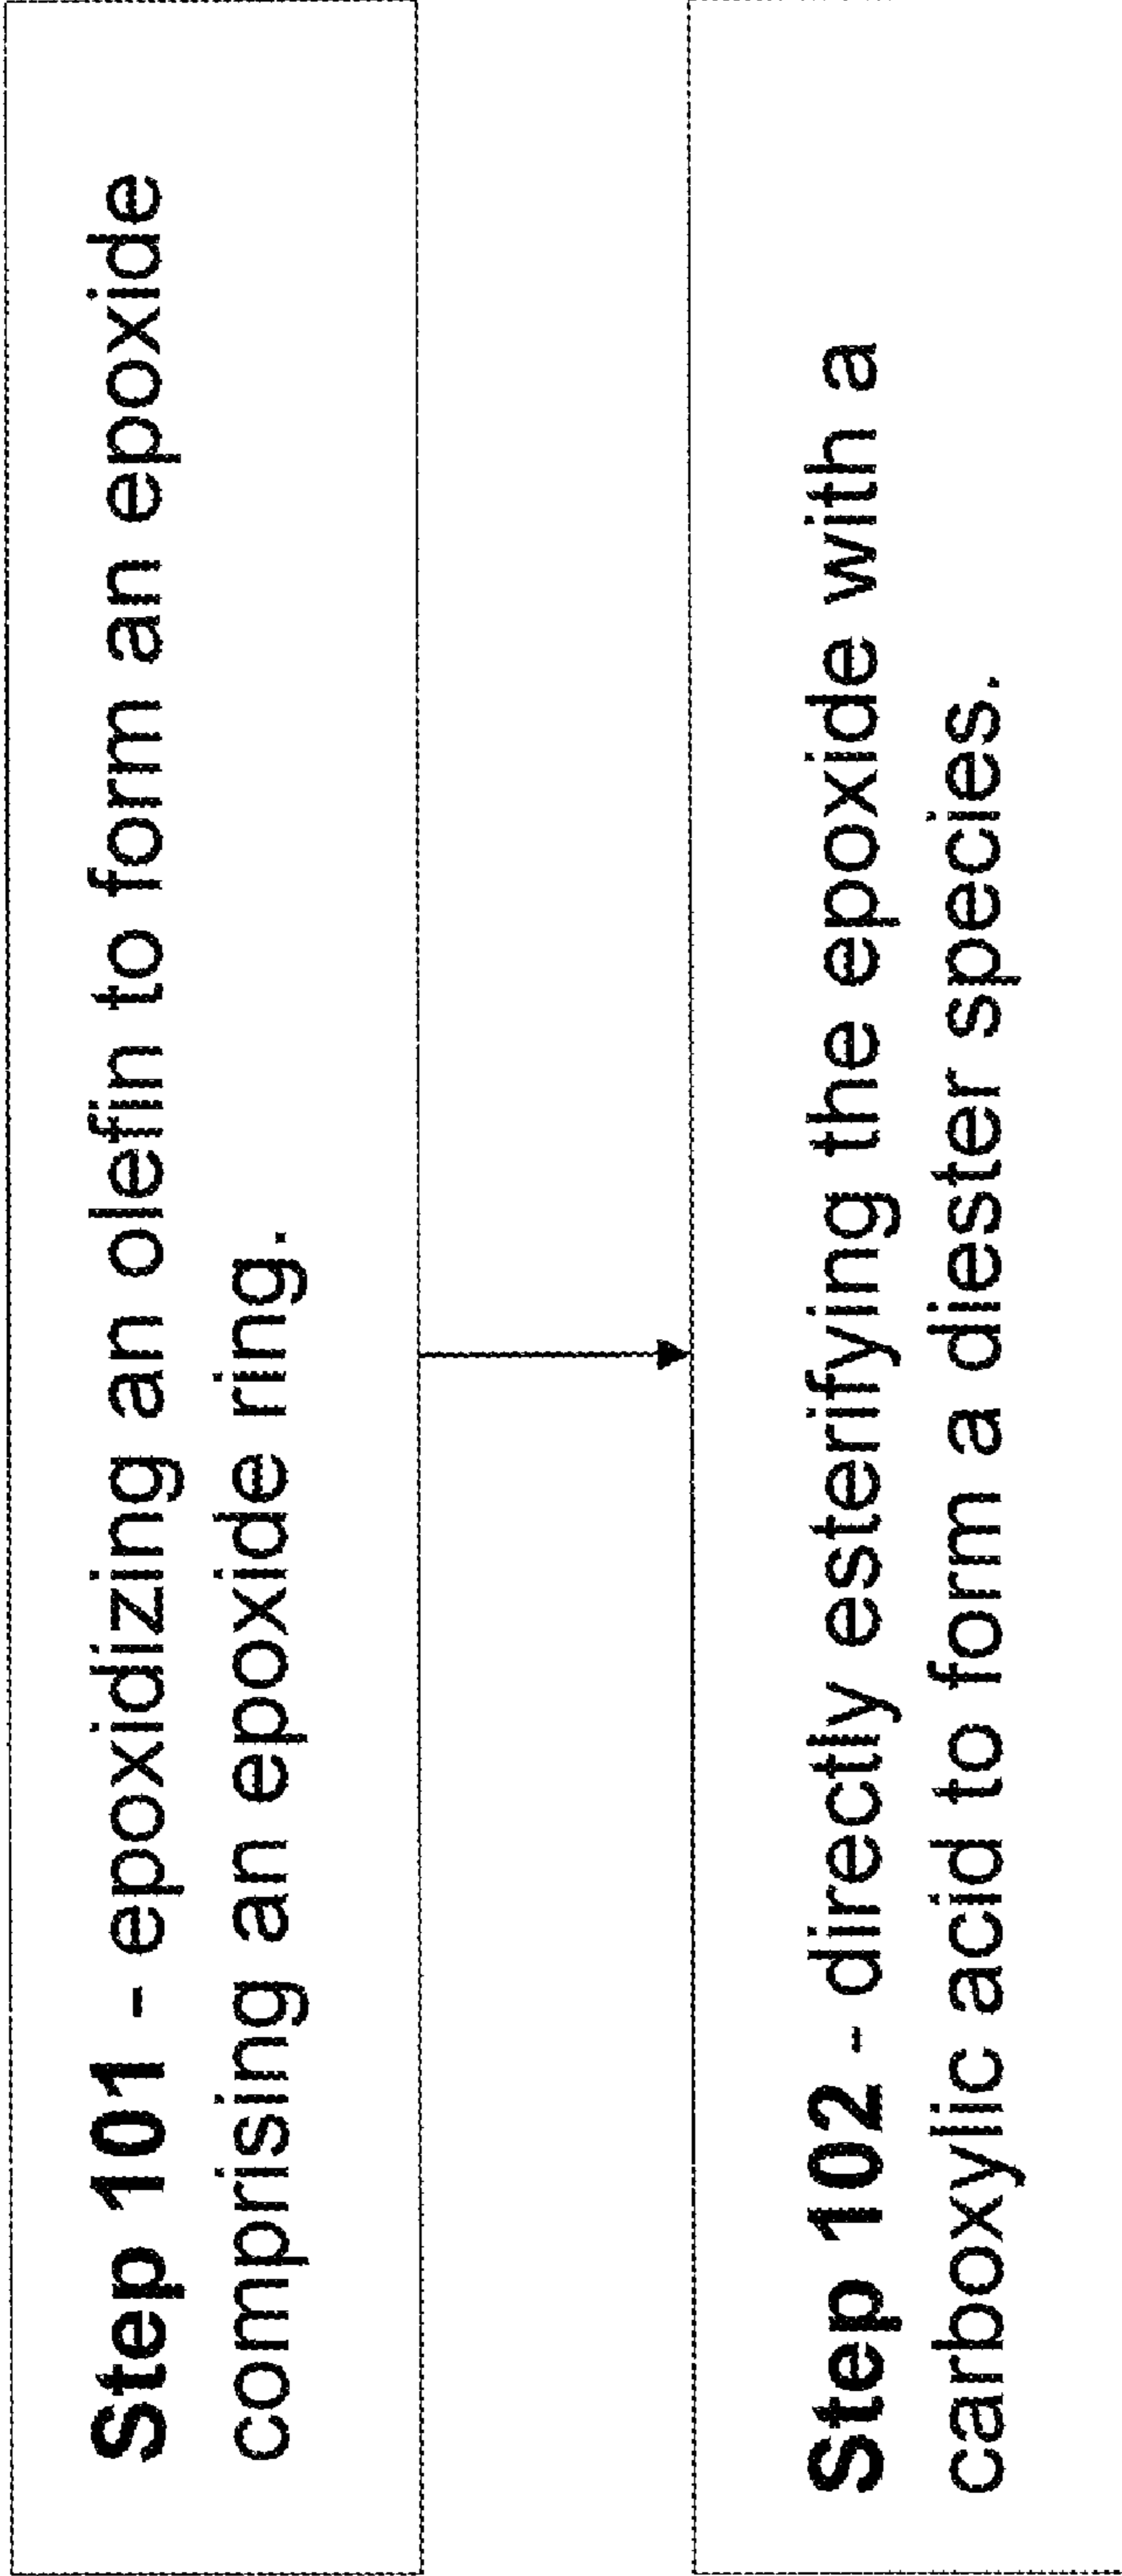 Step 101 - epoxidizing an olefin to form an epoxide
comprising an epoxide ring.
Step 102 - directly esterifying the epoxide with a
carboxylic acid to form a diester species.